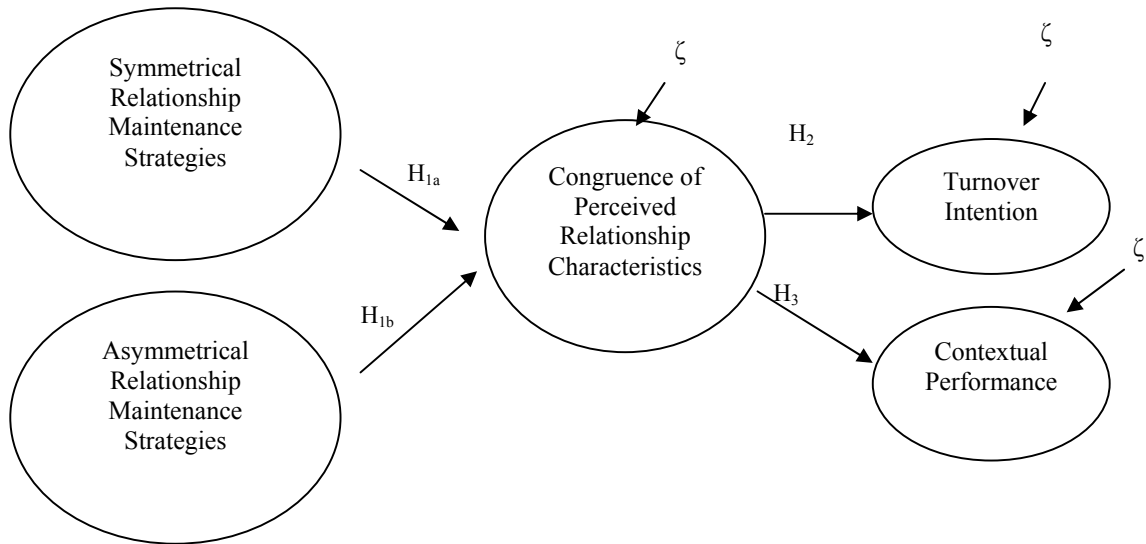 Symmetrical
Relationship
Maintenance
Strategies
H1a
Asymmetrical
Relationship
Maintenance
Strategies
H1b
ζ
Congruence of
Perceived
Relationship
Characteristics
H2
H3
ζ
Turnover
Intention
ζ
Contextual
Performance